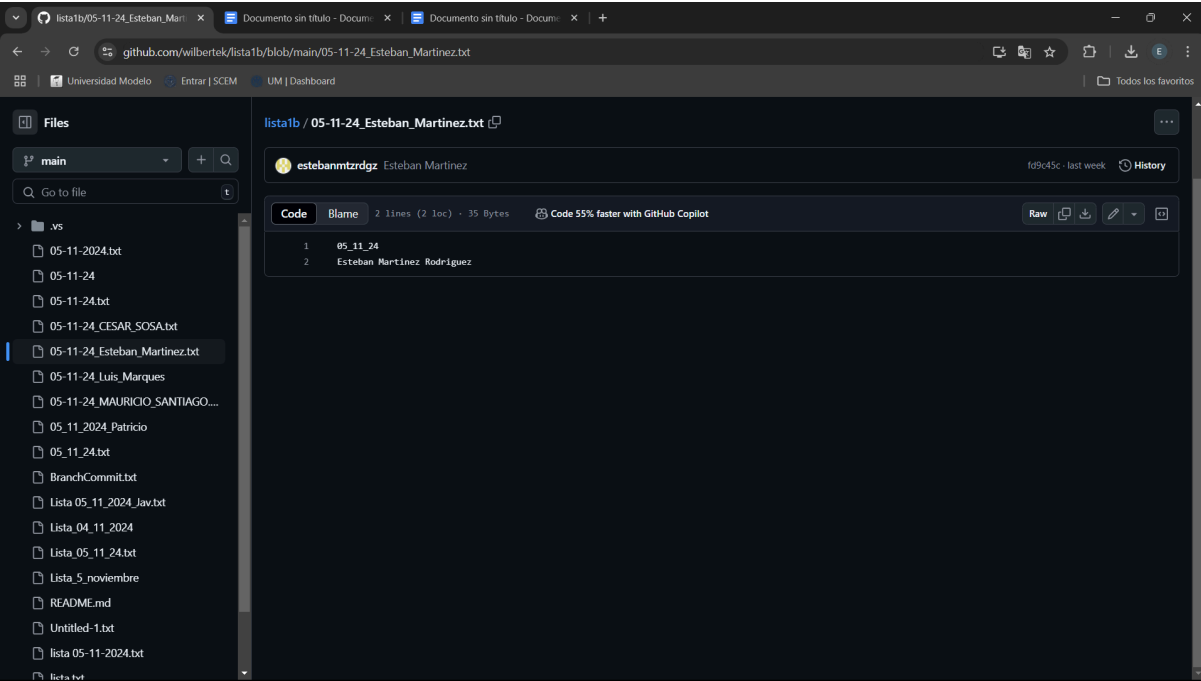 lista1b/05-11-24_Esteban_Mart
Documento sin título - Docume
Documento sin título - Docume
github.com/wilbertek/lista1b/blob/main/05-11-24_Esteban_Martinez.txt
E
Universidad Modelo
Entrar | SCEM
UM | Dashboard
Todos los favoritos
Files
lista1b / 05-11-24_Esteban_Martinez.txt
main
estebanmtzrdgz Esteban Martinez
fd9c45c · last week
History
Go to file
t
Code
Blame
2 lines (2 loc) · 35 Bytes
Code 55% faster with GitHub Copilot
Raw
1 05_11_24
2 Esteban Martinez Rodriguez
.vs
05-11-2024.txt
05-11-24
05-11-24.txt
05-11-24_CESAR_SOSA.txt
05-11-24_Esteban_Martinez.txt
05-11-24_Luis_Marques
05-11-24_MAURICIO_SANTIAGO....
05_11_2024_Patricio
05_11_24.txt
BranchCommit.txt
Lista 05_11_2024_Jav.txt
Lista_04_11_2024
Lista_05_11_24.txt
Lista_5_noviembre
README.md
Untitled-1.txt
lista 05-11-2024.txt
lista.txt